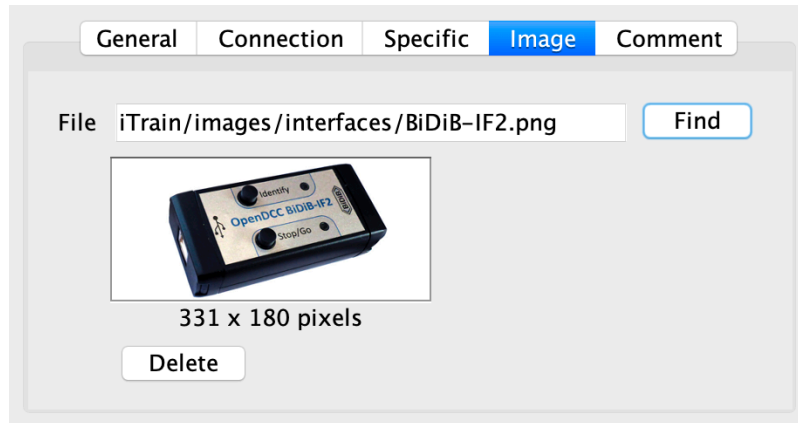 General Connection Specific Image Comment
File iTrain/images/interfaces/BiDiB-IF2.png Find
Identify
OpenDCC BiDiB-IF2
BiDiB
Stop/Go
331 x 180 pixels
Delete